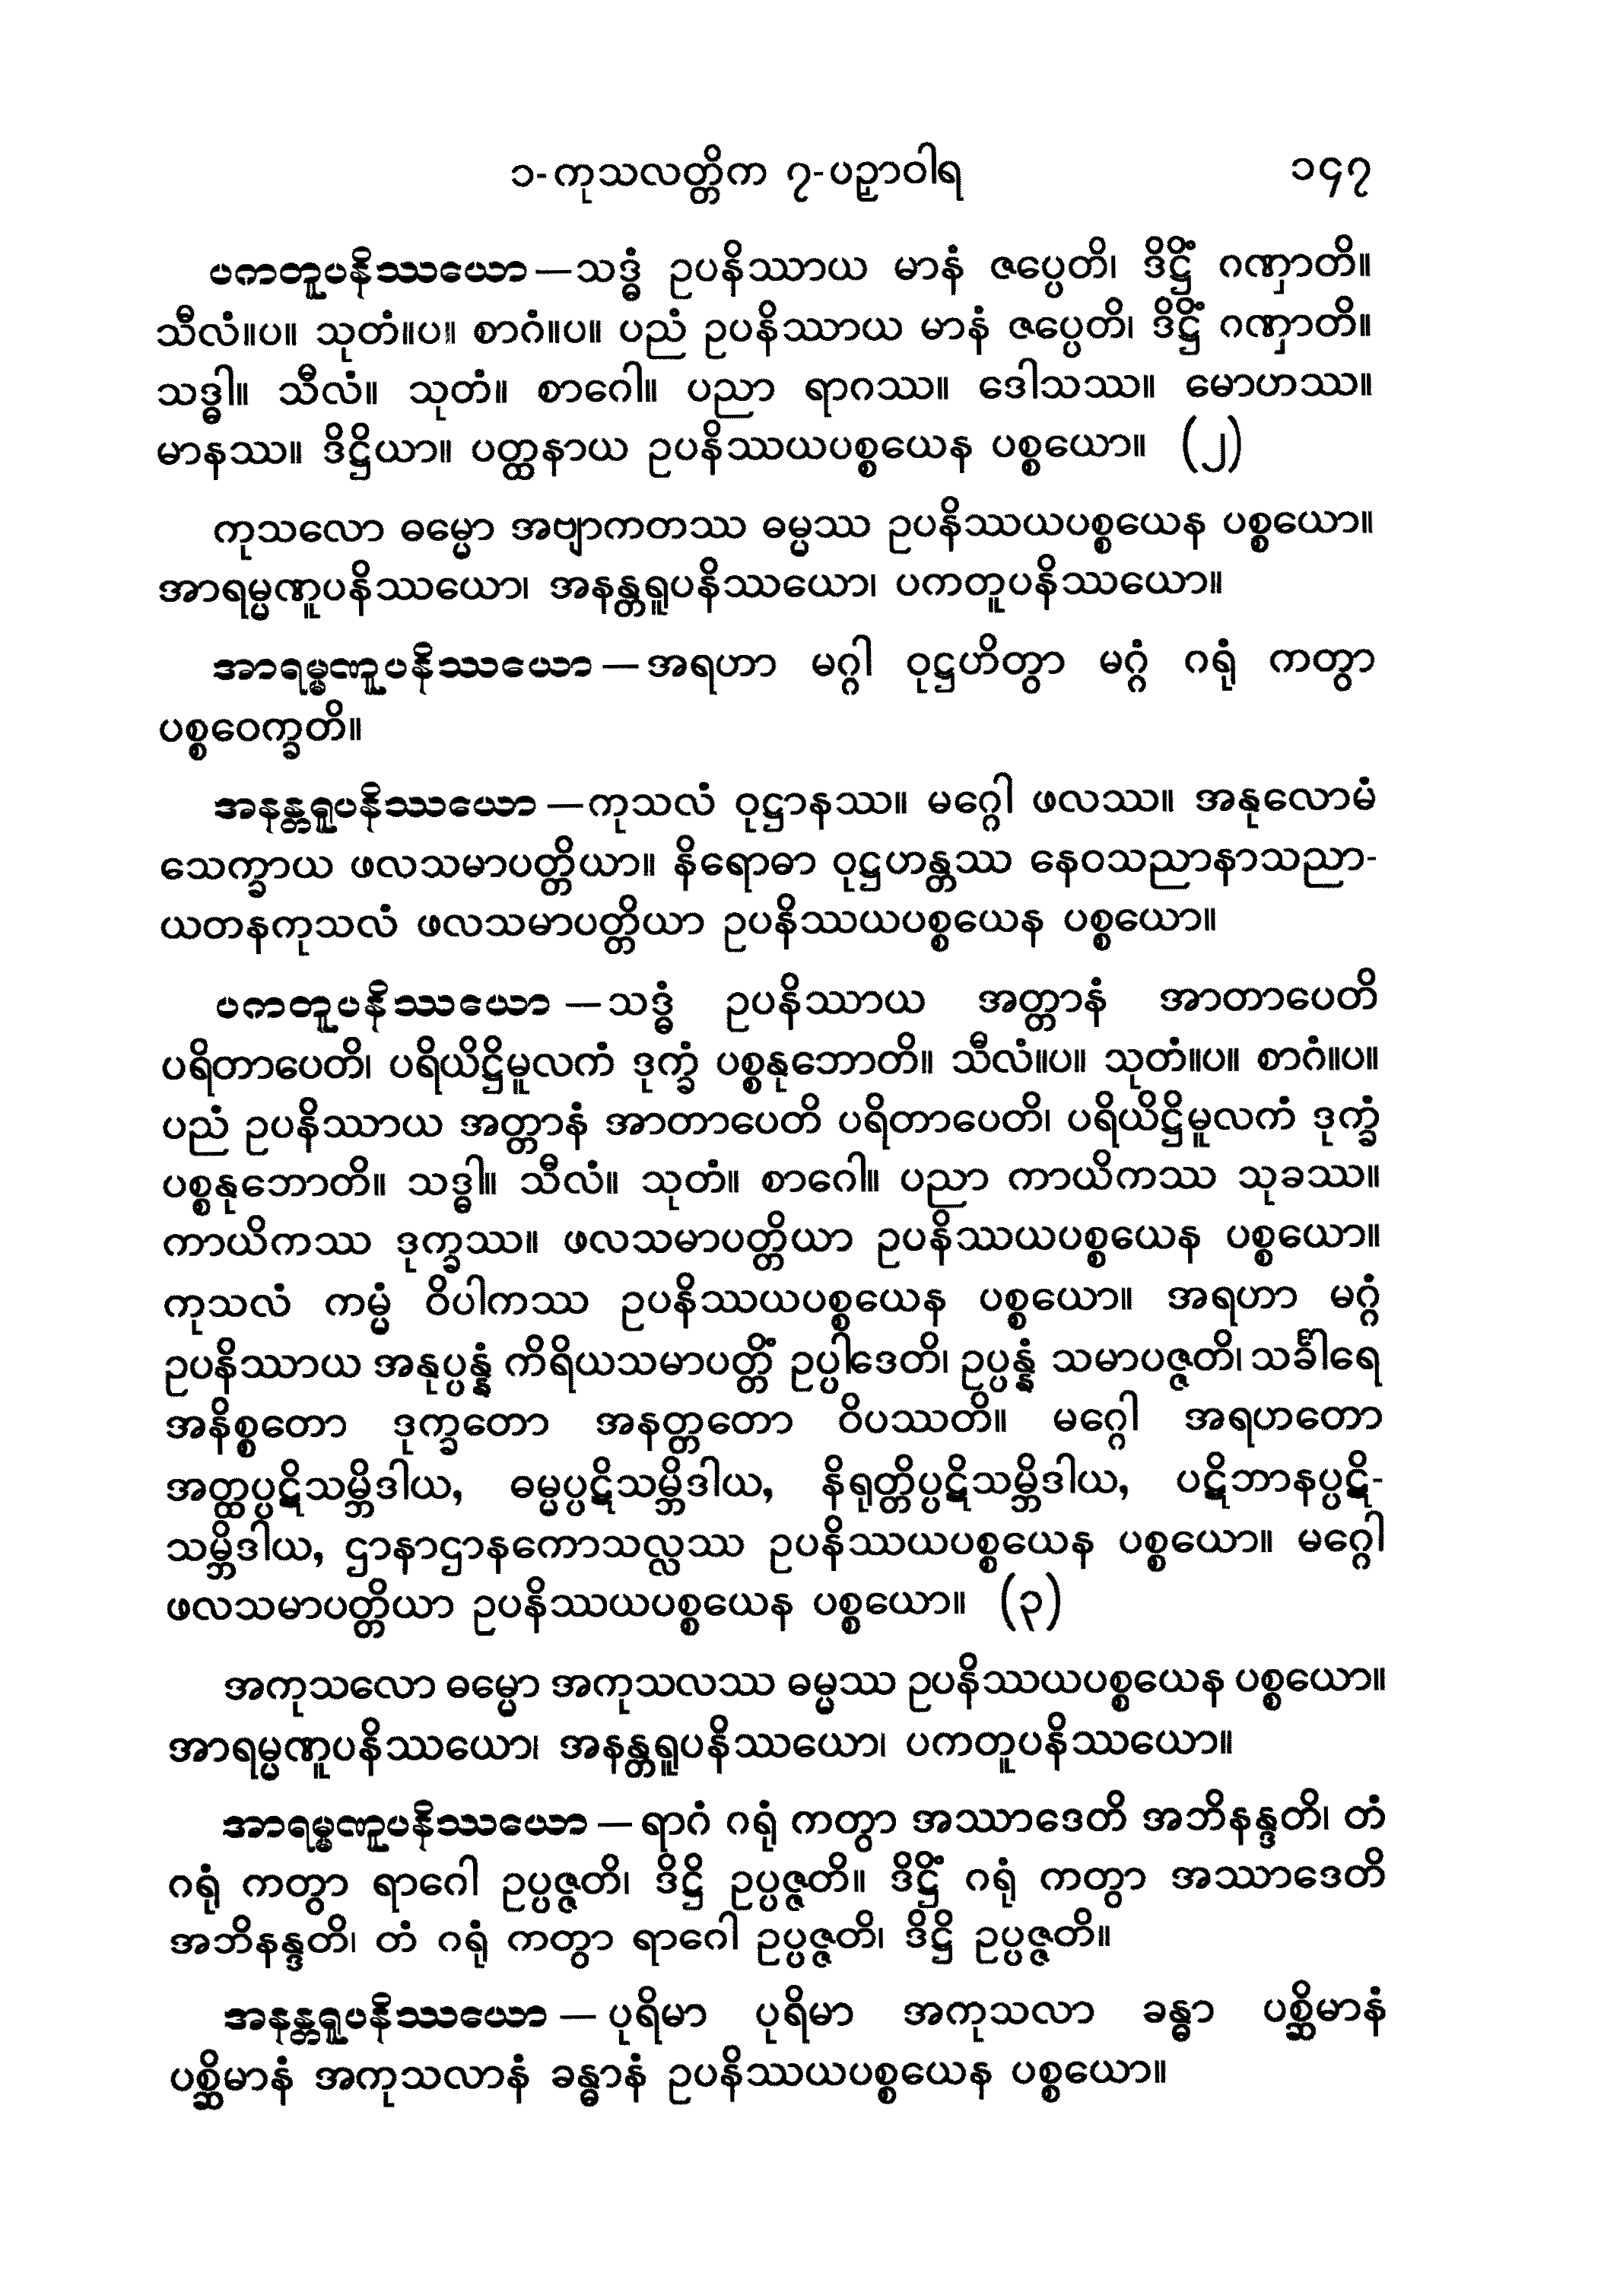 ၁-ကုသလတ္တိက ၇-ပဉှာဝါရ ၁၄၇
ပကတူပနိဿယော—သဒ္ဓံ ဥပနိဿာယ မာနံ ဇပ္ပေတိ၊ ဒိဋ္ဌိံ ဂဏှာတိ။
သီလံ။ပ။ သုတံ။ပ။ စာဂံ။ပ။ ပညံ ဥပနိဿာယ မာနံ ဇပ္ပေတိ၊ ဒိဋ္ဌိံ ဂဏှာတိ။
သဒ္ဓါ။ သီလံ။ သုတံ။ စာဂေါ။ ပညာ ရာဂဿ။ ဒေါသဿ။ မောဟဿ။
မာနဿ။ ဒိဋ္ဌိယာ။ ပတ္ထနာယ ဥပနိဿယပစ္စယေန ပစ္စယော။ (၂)
ကုသလော ဓမ္မော အဗျာကတဿ ဓမ္မဿ ဥပနိဿယပစ္စယေန ပစ္စယော။
အာရမ္မဏူပနိဿယော၊ အနန္တရူပနိဿယော၊ ပကတူပနိဿယော။
အာရမ္မဏူပနိဿယော—အရဟာ မဂ္ဂါ ဝုဋ္ဌဟိတွာ မဂ္ဂံ ဂရုံ ကတွာ
ပစ္စဝေက္ခတိ။
အနန္တရူပနိဿယော—ကုသလံ ဝုဋ္ဌာနဿ။ မဂ္ဂေါ ဖလဿ။ အနုလောမံ
သေက္ခာယ ဖလသမာပတ္တိယာ။ နိရောဓာ ဝုဋ္ဌဟန္တဿ နေဝသညာနာသညာ-
ယတနကုသလံ ဖလသမာပတ္တိယာ ဥပနိဿယပစ္စယေန ပစ္စယော။
ပကတူပနိဿယော—သဒ္ဓံ ဥပနိဿာယ အတ္တာနံ အာတာပေတိ
ပရိတာပေတိ၊ ပရိယိဋ္ဌိမူလကံ ဒုက္ခံ ပစ္စနုဘောတိ။ သီလံ။ပ။ သုတံ။ပ။ စာဂံ။ပ။
ပညံ ဥပနိဿာယ အတ္တာနံ အာတာပေတိ ပရိတာပေတိ၊ ပရိယိဋ္ဌိမူလကံ ဒုက္ခံ
ပစ္စနုဘောတိ။ သဒ္ဓါ။ သီလံ။ သုတံ။ စာဂေါ။ ပညာ ကာယိကဿ သုခဿ။
ကာယိကဿ ဒုက္ခဿ။ ဖလသမာပတ္တိယာ ဥပနိဿယပစ္စယေန ပစ္စယော။
ကုသလံ ကမ္မံ ဝိပါကဿ ဥပနိဿယပစ္စယေန ပစ္စယော။ အရဟာ မဂ္ဂံ
ဥပနိဿာယ အနုပ္ပန္နံ ကိရိယသမာပတ္တိံ ဥပ္ပါဒေတိ၊ ဥပ္ပန္နံ သမာပဇ္ဇတိ၊ သင်္ခါရေ
အနိစ္စတော ဒုက္ခတော အနတ္တတော ဝိပဿတိ။ မဂ္ဂေါ အရဟတော
အတ္ထပ္ပဋိသမ္ဘိဒါယ, ဓမ္မပ္ပဋိသမ္ဘိဒါယ, နိရုတ္တိပ္ပဋိသမ္ဘိဒါယ, ပဋိဘာနပ္ပဋိ-
သမ္ဘိဒါယ, ဌာနာဌာနကောသလ္လဿ ဥပနိဿယပစ္စယေန ပစ္စယော။ မဂ္ဂေါ
ဖလသမာပတ္တိယာ ဥပနိဿယပစ္စယေန ပစ္စယော။ (၃)
အကုသလော ဓမ္မော အကုသလဿ ဓမ္မဿ ဥပနိဿယပစ္စယေန ပစ္စယော။
အာရမ္မဏူပနိဿယော၊ အနန္တရူပနိဿယော၊ ပကတူပနိဿယော။
အာရမ္မဏူပနိဿယော—ရာဂံ ဂရုံ ကတွာ အဿာဒေတိ အဘိနန္ဒတိ၊ တံ
ဂရုံ ကတွာ ရာဂေါ ဥပ္ပဇ္ဇတိ၊ ဒိဋ္ဌိ ဥပ္ပဇ္ဇတိ။ ဒိဋ္ဌိံ ဂရုံ ကတွာ အဿာဒေတိ
အဘိနန္ဒတိ၊ တံ ဂရုံ ကတွာ ရာဂေါ ဥပ္ပဇ္ဇတိ၊ ဒိဋ္ဌိ ဥပ္ပဇ္ဇတိ။
အနန္တရူပနိဿယော—ပုရိမာ ပုရိမာ အကုသလာ ခန္ဓာ ပစ္ဆိမာနံ
ပစ္ဆိမာနံ အကုသလာနံ ခန္ဓာနံ ဥပနိဿယပစ္စယေန ပစ္စယော။